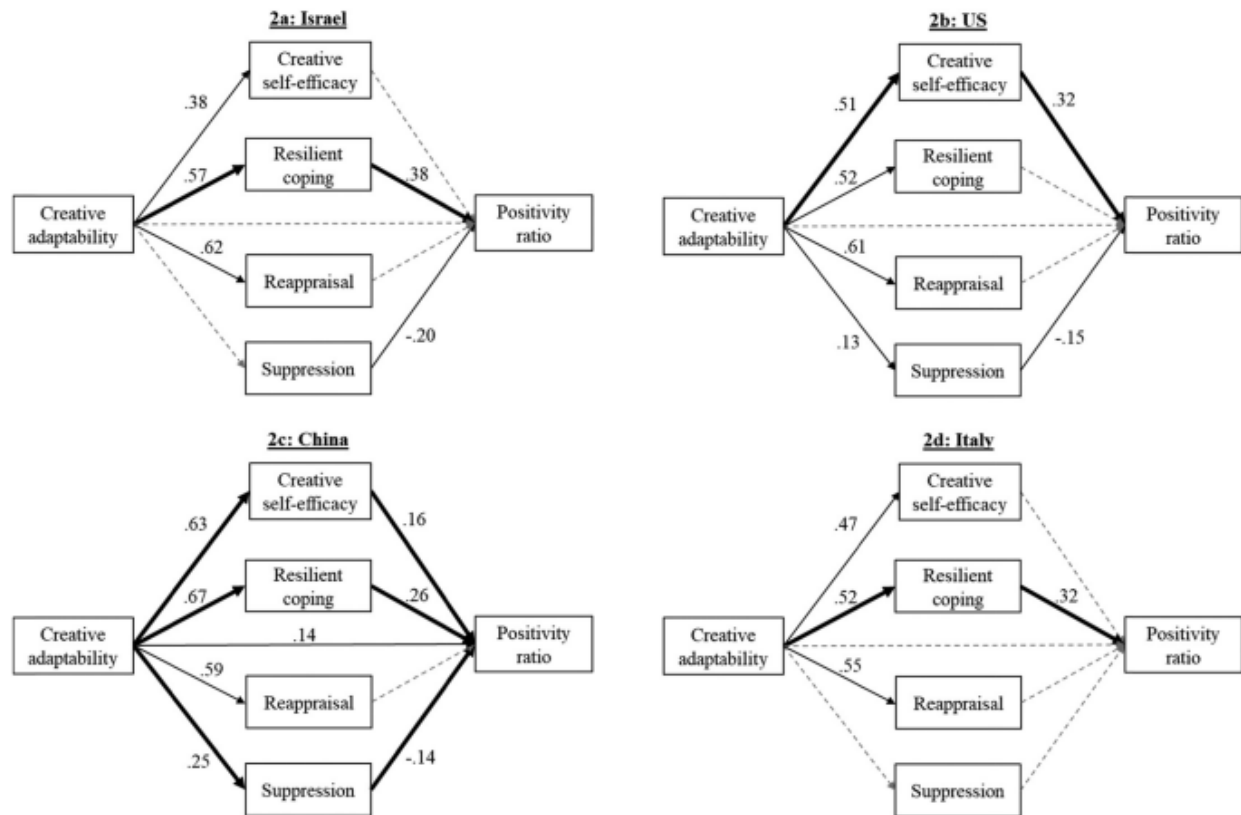 2a: Israel
Creative
self-efficacy
.38
Resilient
coping
.57
.38
Creative
adaptability
Positivity
ratio
.62
Reappraisal
-.20
Suppression
2b: US
Creative
self-efficacy
.51
.32
Resilient
coping
.52
Creative
adaptability
Positivity
ratio
.61
Reappraisal
.13
-.15
Suppression
2c: China
Creative
self-efficacy
.63
.16
Resilient
coping
.67
.26
.14
Creative
adaptability
Positivity
ratio
.59
Reappraisal
.25
-.14
Suppression
2d: Italy
Creative
self-efficacy
.47
Resilient
coping
.52
.32
Creative
adaptability
Positivity
ratio
.55
Reappraisal
Suppression